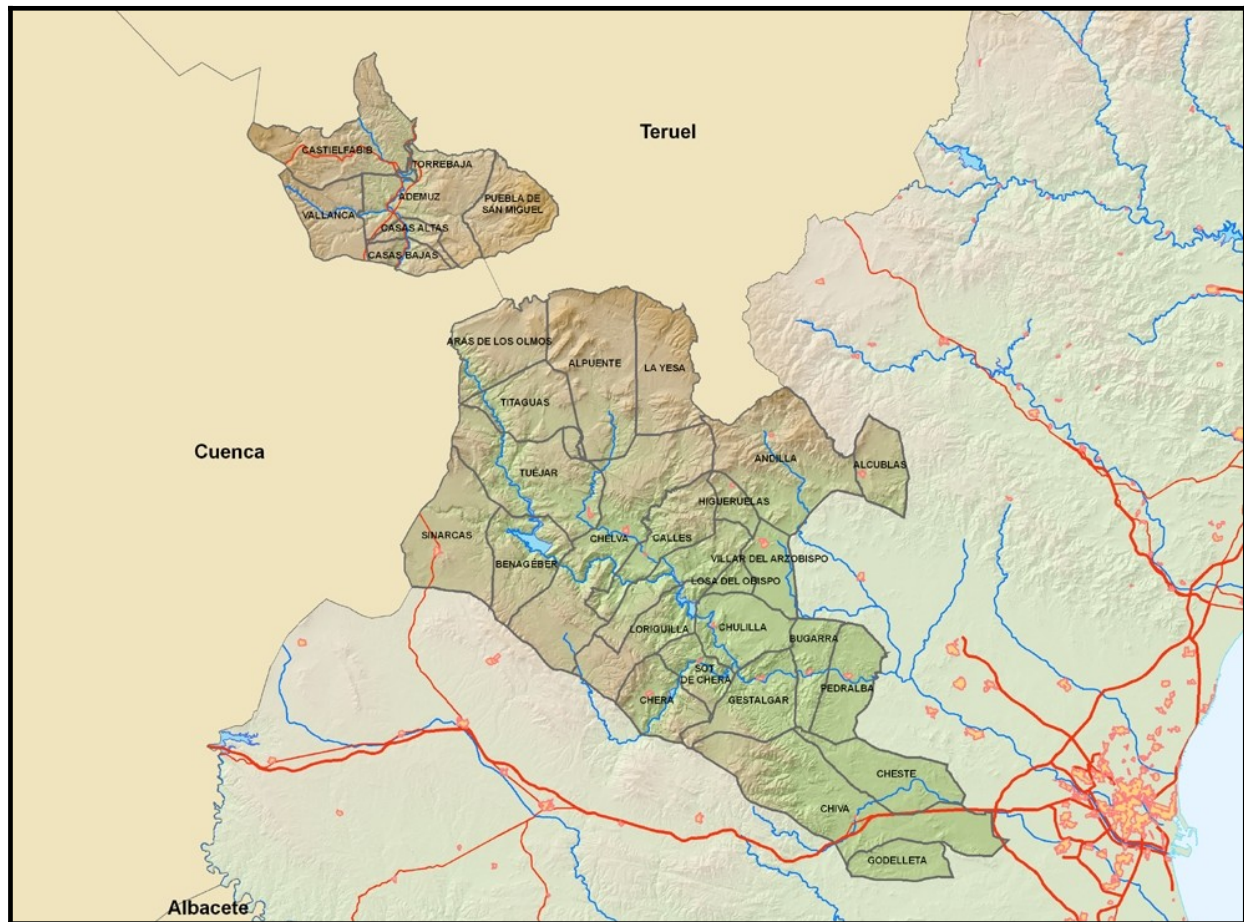 Teruel
CASTIELFABIB
TORREBAJA
ADEMUZ
PUEBLA DE
SAN MIGUEL
VALLANCA
CASAS ALTAS
CASAS BAJAS
ARAS DE LOS OLMOS
ALPUENTE
LA YESA
TITAGUAS
Cuenca
ANDILLA
ALCUBLAS
TUÉJAR
HIGUERUELAS
SINARCAS
CHELVA
CALLES
BENAGÉBER
VILLAR DEL ARZOBISPO
LOSA DEL OBISPO
LORIGUILLA
CHULILLA
BUGARRA
SOT
DE CHERA
CHERA
GESTALGAR
PEDRALBA
CHESTE
CHIVA
GODELLETA
Albacete